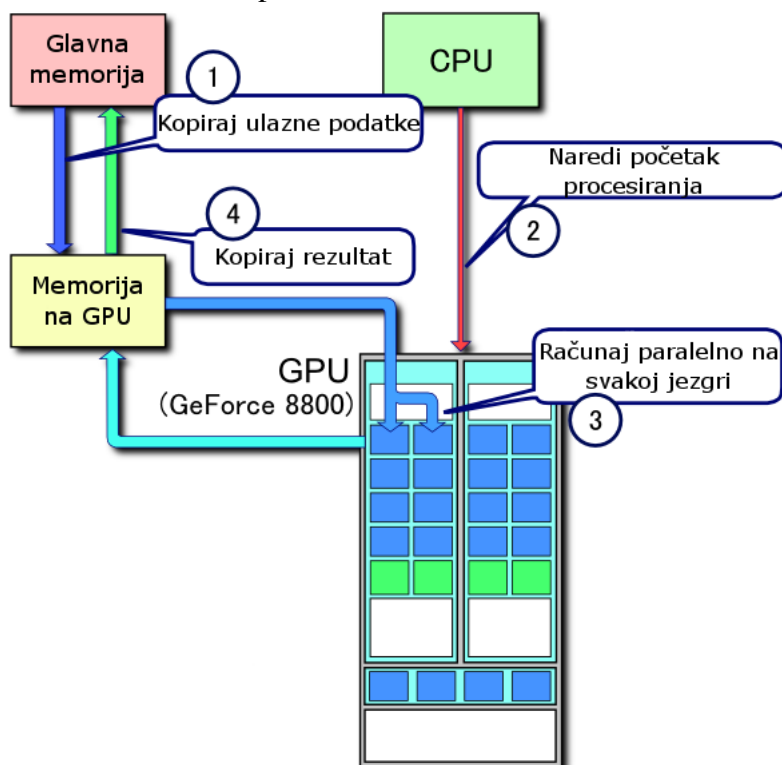 Glavna
memorija
CPU
1
Kopiraj ulazne podatke
Naredi početak
procesiranja
2
4
Kopiraj rezultat
Memorija
na GPU
GPU
(GeForce 8800)
Računaj paralelno na
svakoj jezgri
3